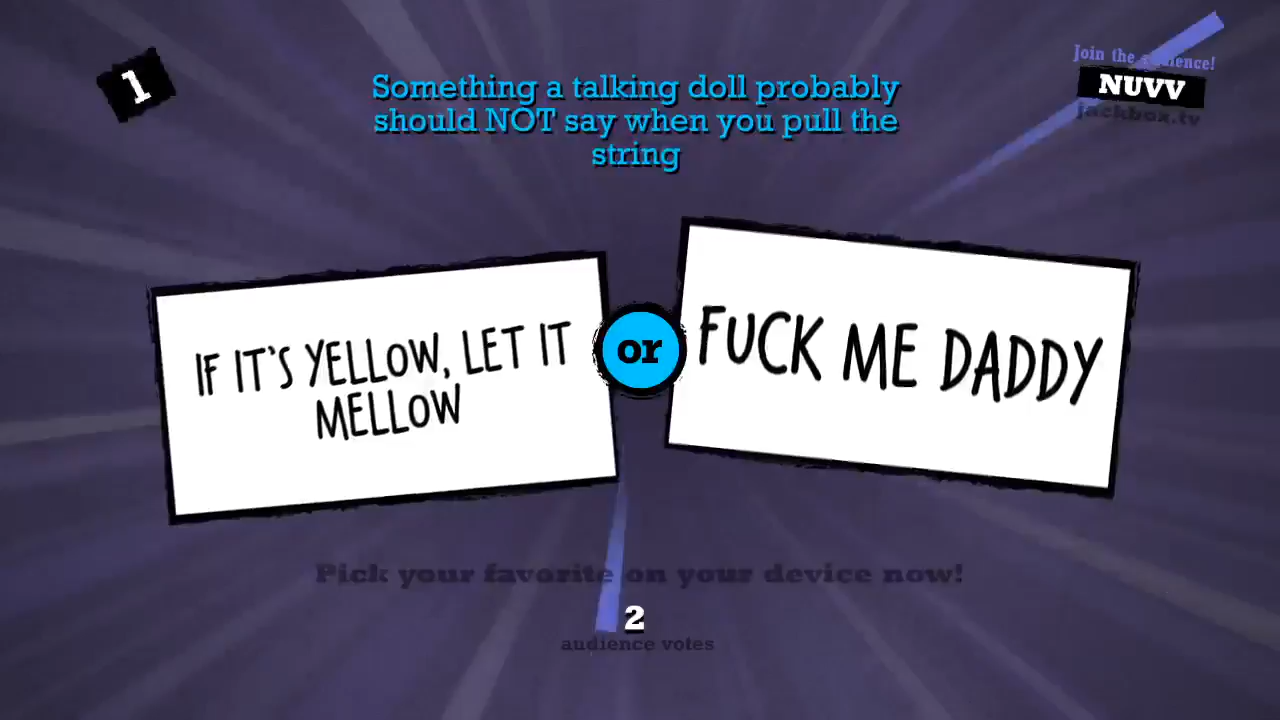 1
Something a talking doll probably
should NOT say when you pull the
string
Join the audience!
NUVV
jackbox.tv
IF IT'S YELLOW, LET IT
MELLOW
or
FUCK ME DADDY
Pick your favorite on your device now!
2
audience votes